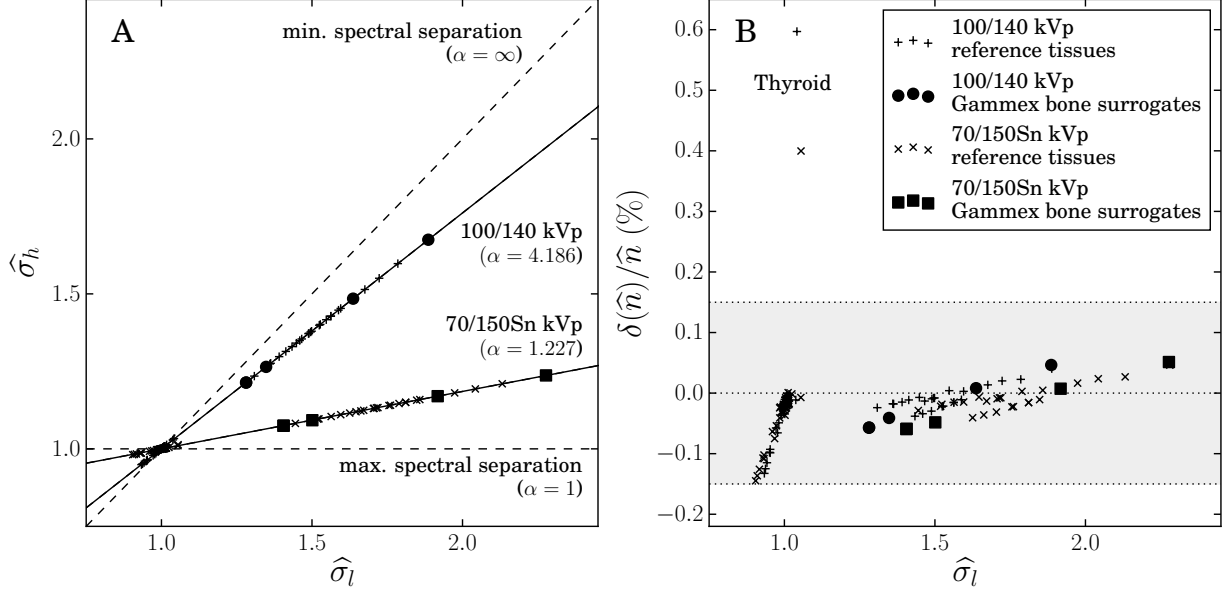 A
min. spectral separation
(α = ∞)
100/140 kVp
(α = 4.186)
70/150Sn kVp
(α = 1.227)
max. spectral separation
(α = 1)
2.0
1.5
1.0
1.0 1.5 2.0
σ̂_h
σ̂_l
B
Thyroid
100/140 kVp
reference tissues
100/140 kVp
Gammex bone surrogates
70/150Sn kVp
reference tissues
70/150Sn kVp
Gammex bone surrogates
0.6
0.5
0.4
0.3
0.2
0.1
0.0
−0.1
−0.2
1.0 1.5 2.0
δ(n̂)/n̂ (%)
σ̂_l